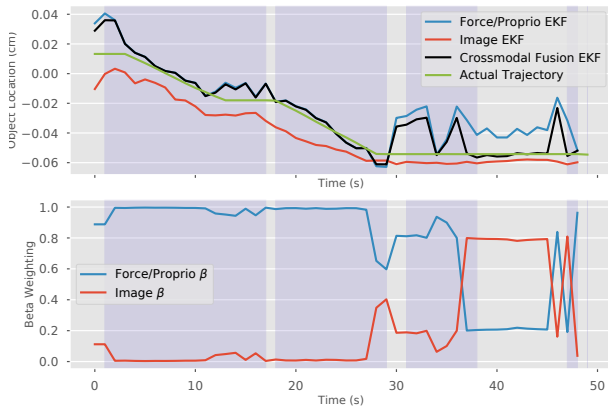 0.04
0.02
0.00
−0.02
−0.04
−0.06
Object Location (cm)
Force/Proprio EKF
Image EKF
Crossmodal Fusion EKF
Actual Trajectory
Time (s)
1.0
0.8
0.6
0.4
0.2
0.0
Beta Weighting
Force/Proprio β
Image β
0
10
20
30
40
50
Time (s)